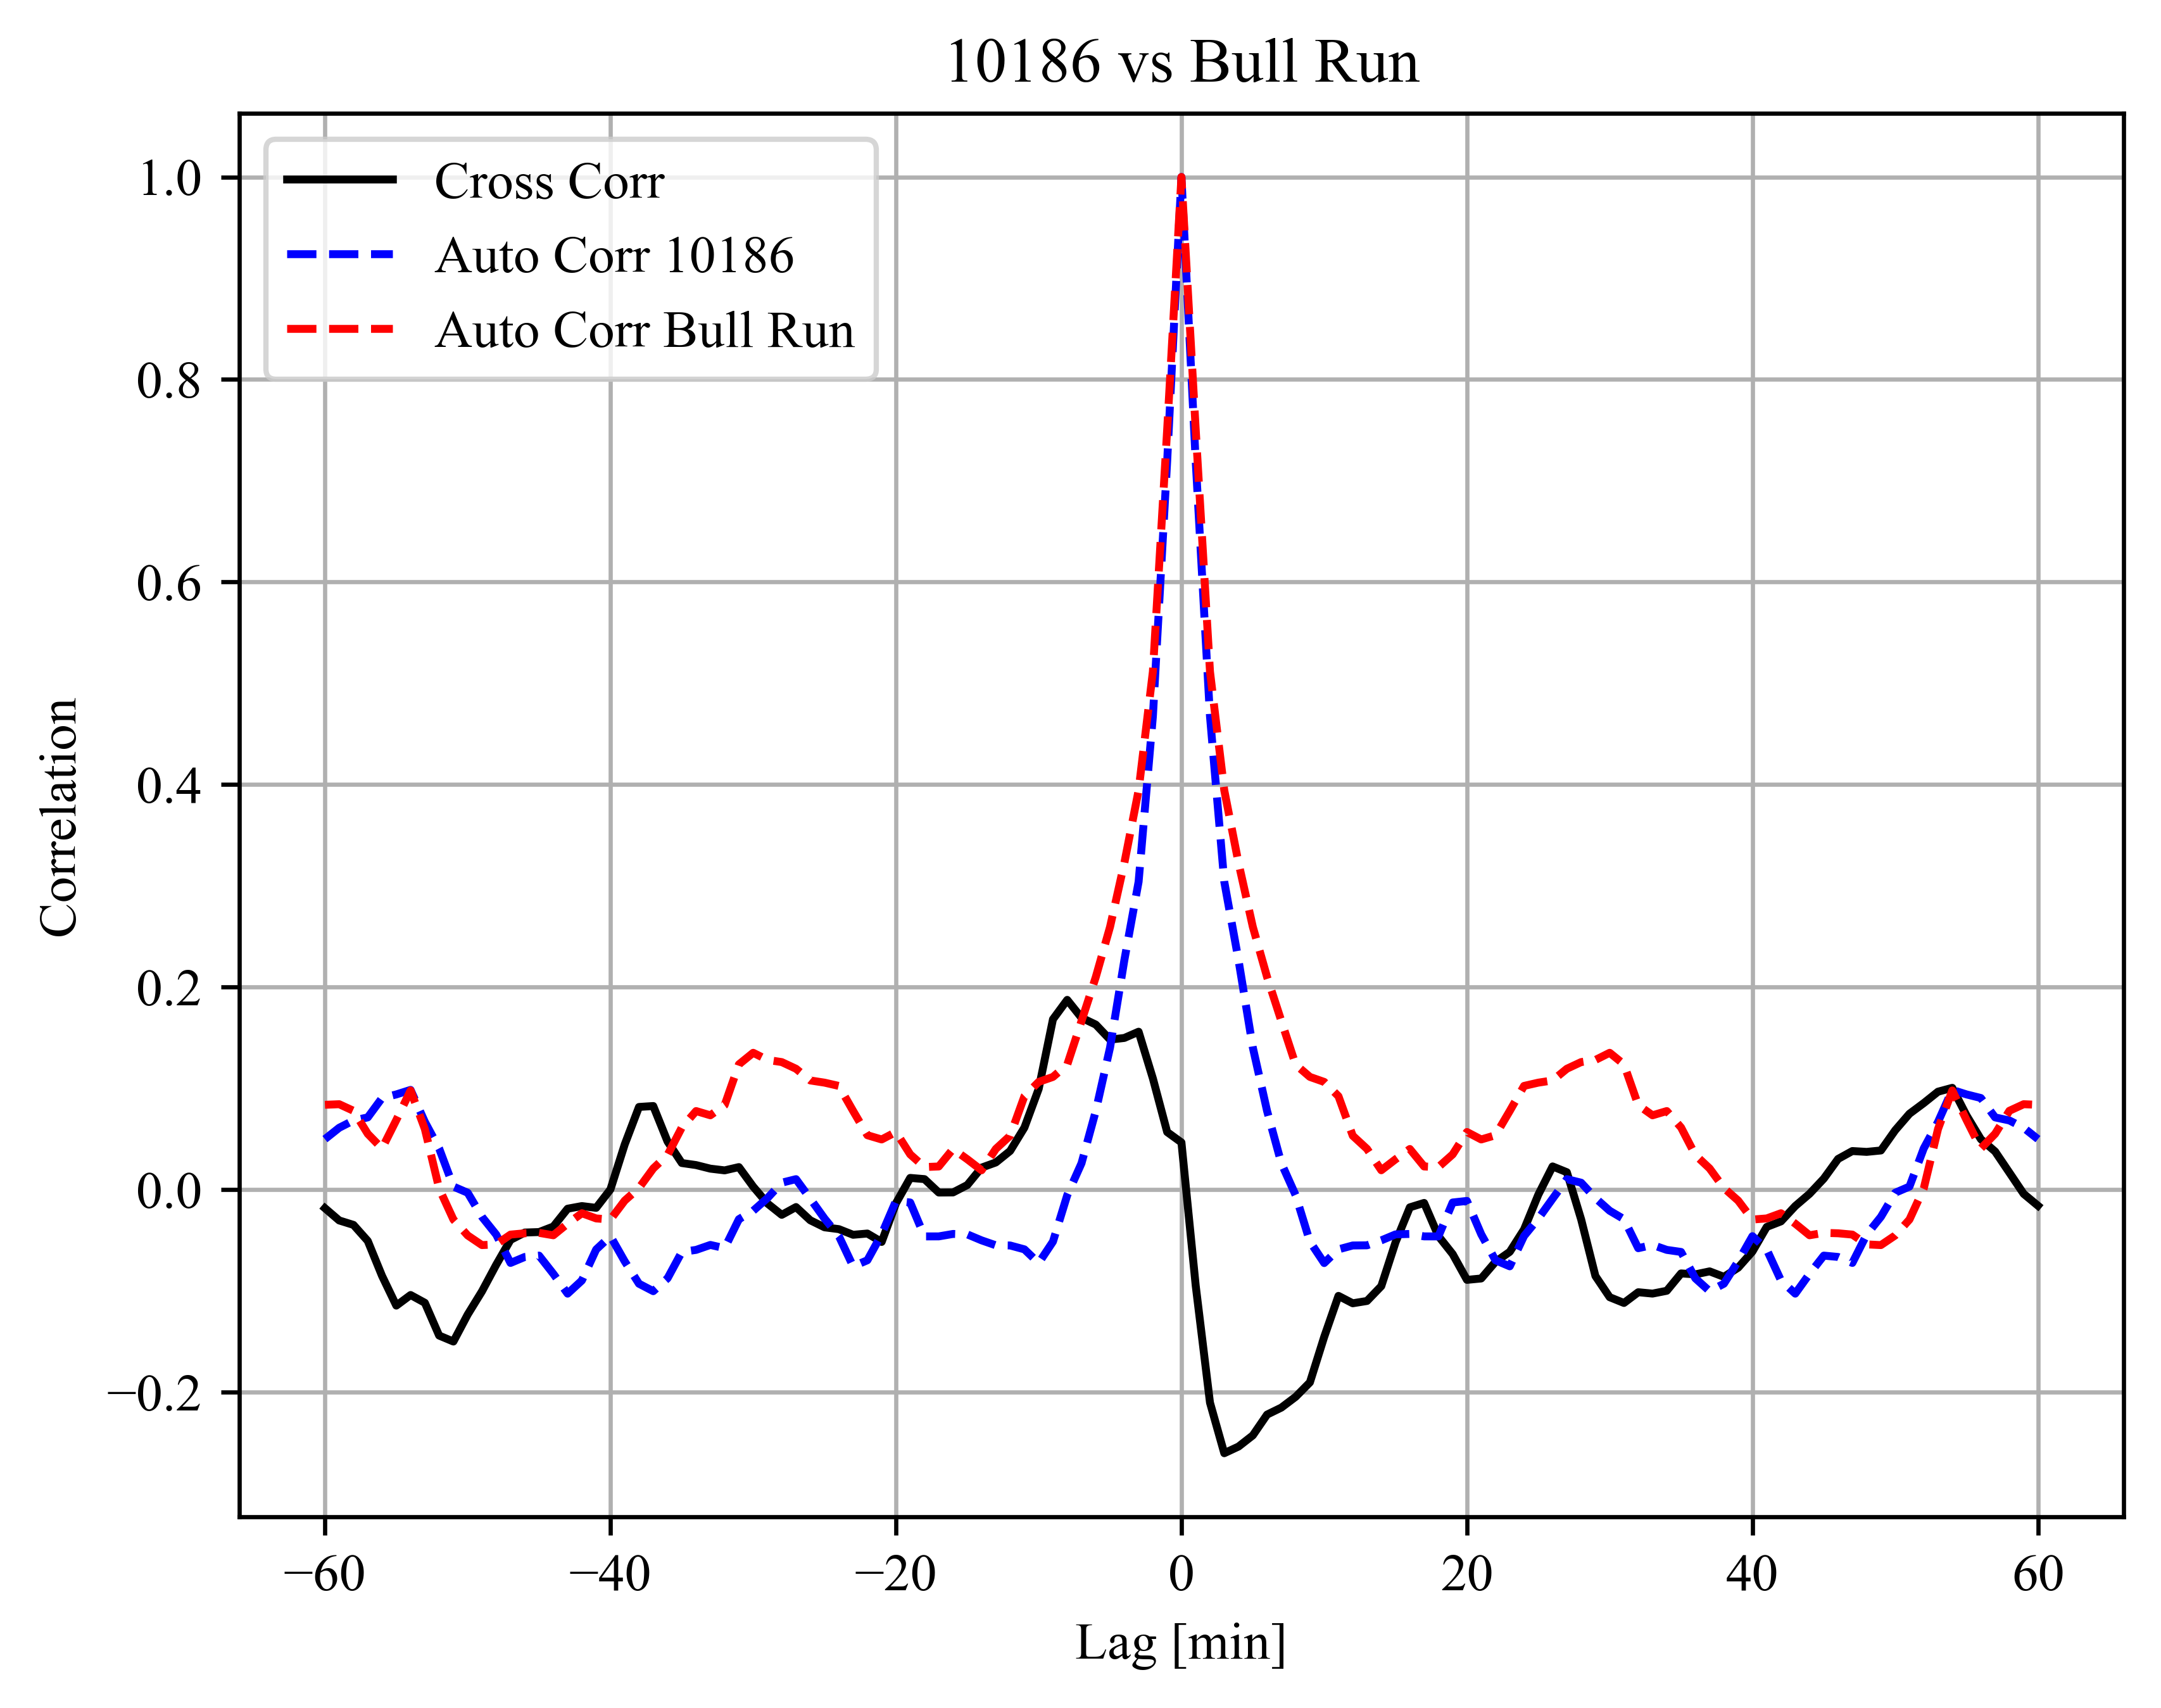 10186 vs Bull Run
Cross Corr
Auto Corr 10186
Auto Corr Bull Run
1.0
0.8
0.6
0.4
0.2
0.0
−0.2
Correlation
−60 −40 −20 0 20 40 60
Lag [min]